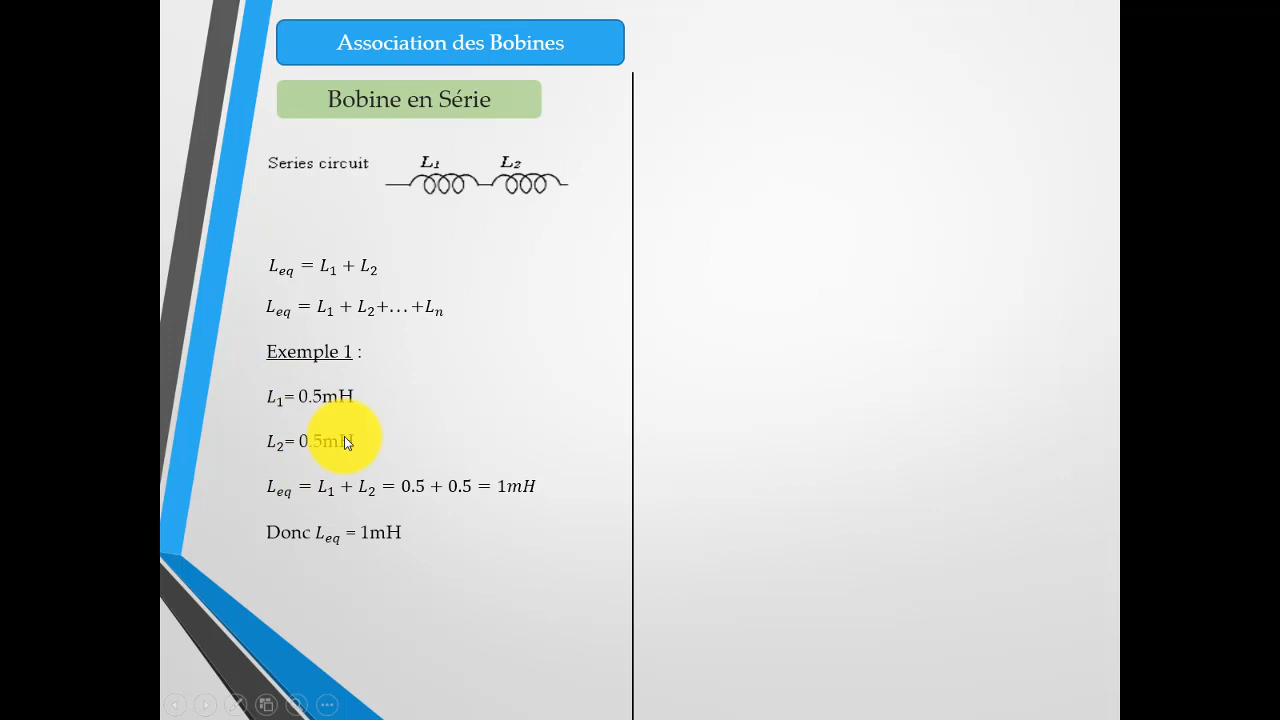 Association des Bobines
Bobine en Série
Series circuit L₁ L₂
L_eq = L₁ + L₂
L_eq = L₁ + L₂+...+Lₙ
Exemple 1 :
L₁= 0.5mH
L₂= 0.5mH
L_eq = L₁ + L₂ = 0.5 + 0.5 = 1mH
Donc L_eq = 1mH